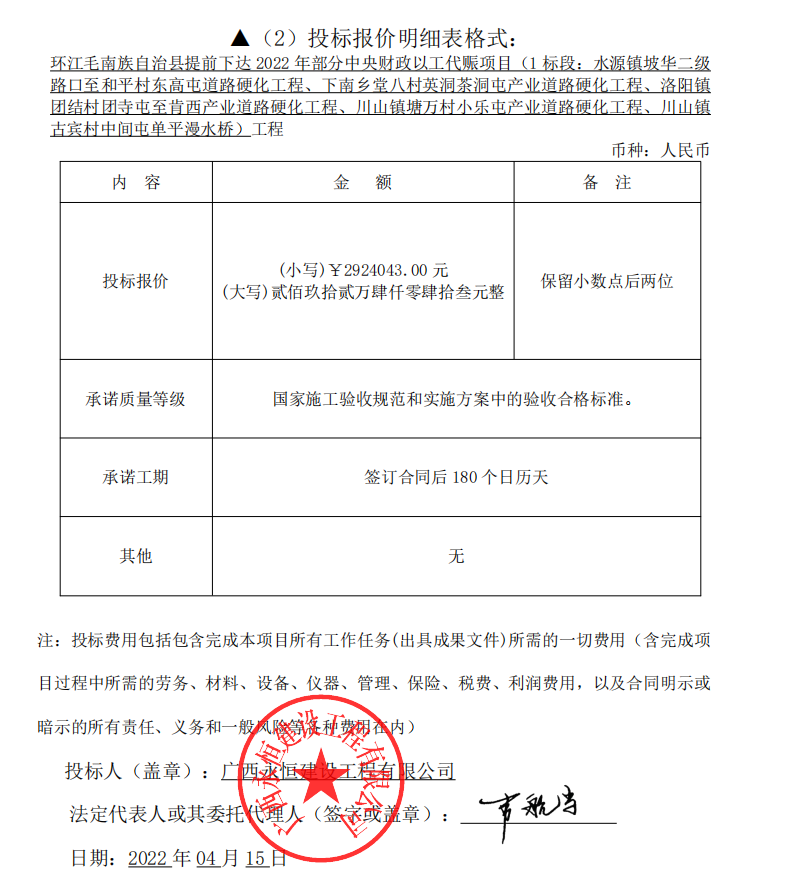 ▲（2）投标报价明细表格式：
环江毛南族自治县提前下达 2022 年部分中央财政以工代赈项目（1 标段：水源镇坡华二级
路口至和平村东高屯道路硬化工程、下南乡堂八村英洞茶洞屯产业道路硬化工程、洛阳镇
团结村团寺屯至肯西产业道路硬化工程、川山镇塘万村小乐屯产业道路硬化工程、川山镇
古宾村中间屯单平漫水桥）工程
币种：人民币
内 容 金 额 备 注
(小写)￥2924043.00 元
投标报价 保留小数点后两位
(大写)贰佰玖拾贰万肆仟零肆拾叁元整
承诺质量等级 国家施工验收规范和实施方案中的验收合格标准。
承诺工期 签订合同后 180 个日历天
其他 无
注：投标费用包括包含完成本项目所有工作任务(出具成果文件)所需的一切费用（含完成项
目过程中所需的劳务、材料、设备、仪器、管理、保险、税费、利润费用，以及合同明示或
暗示的所有责任、义务和一般风险等各种费用在内）
投标人（盖章）：广西永恒建设工程有限公司
法定代表人或其委托代理人（签字或盖章）：
日期：2022 年 04 月 15 日
广西永恒建设工程有限公司